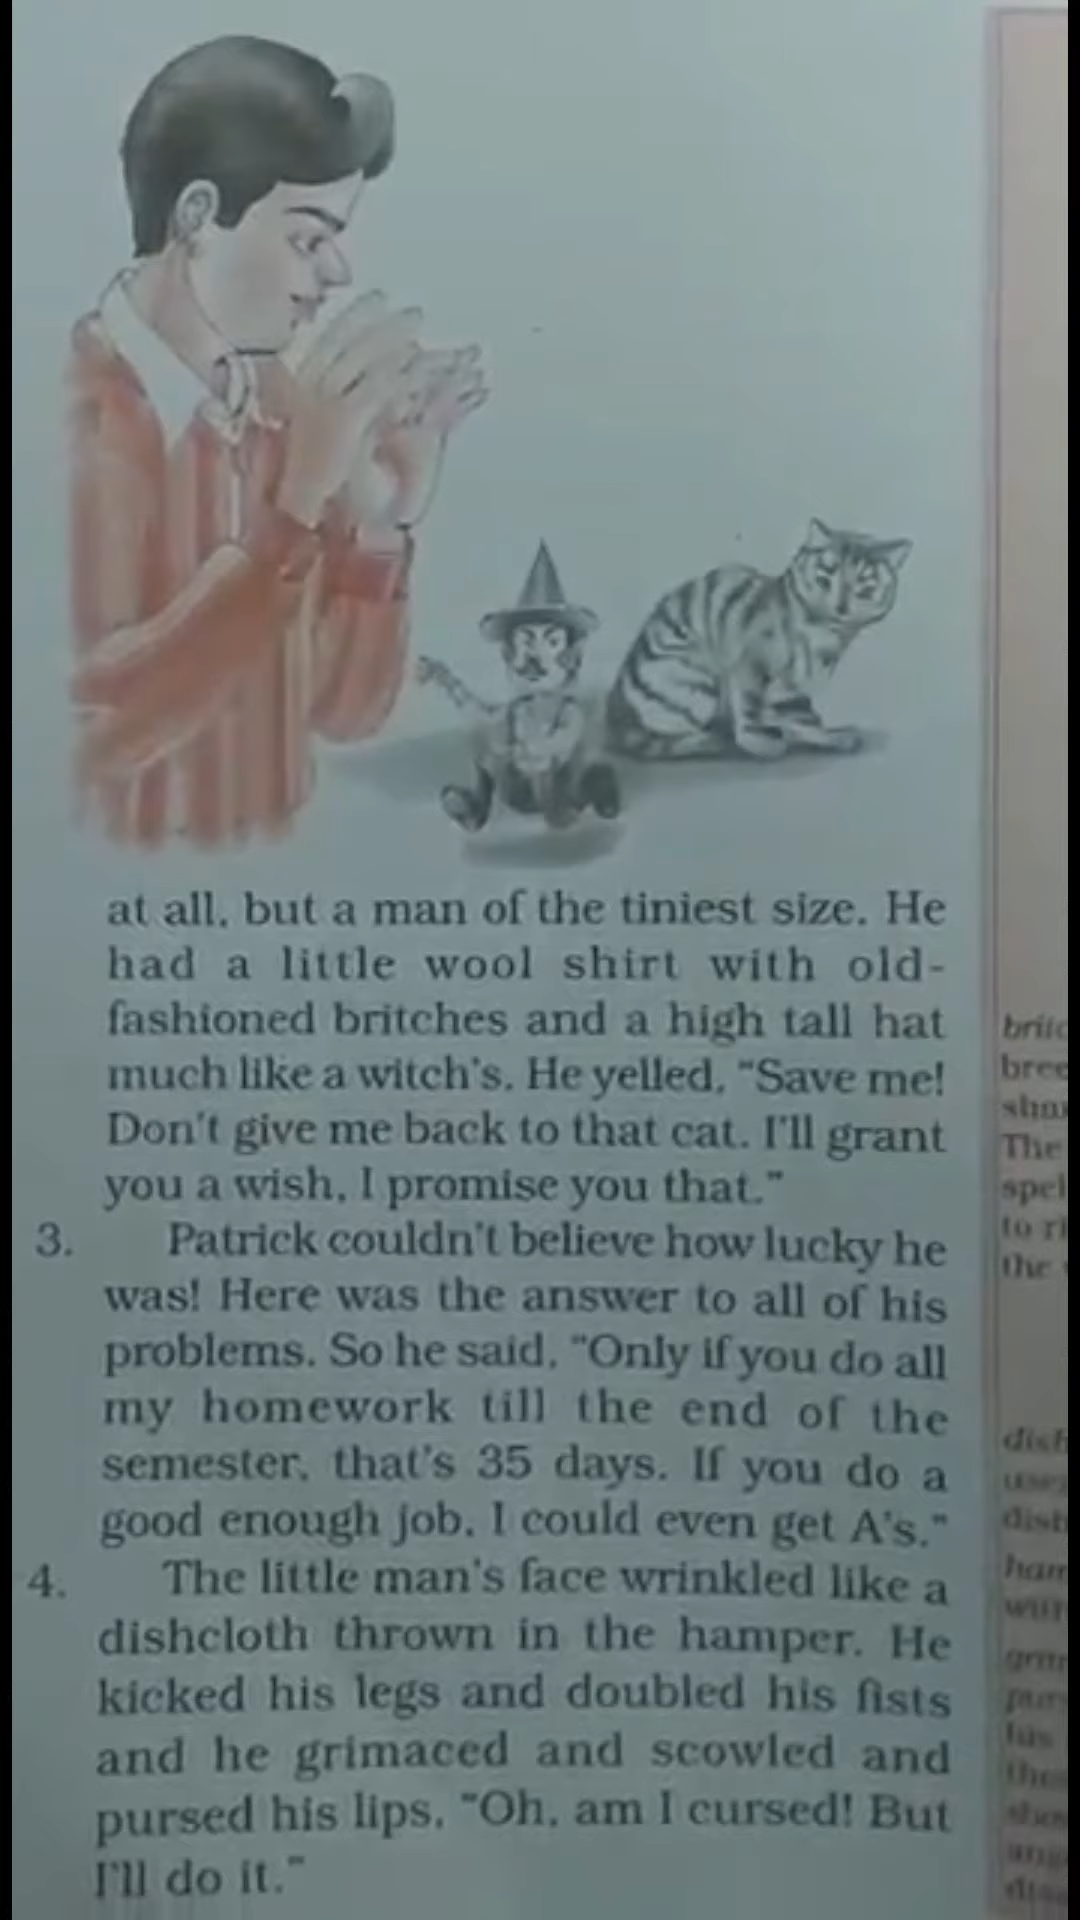 at all, but a man of the tiniest size. He
had a little wool shirt with old-
fashioned britches and a high tall hat
much like a witch's. He yelled, "Save me!
Don't give me back to that cat. I'll grant
you a wish, I promise you that."
3. Patrick couldn't believe how lucky he
was! Here was the answer to all of his
problems. So he said, "Only if you do all
my homework till the end of the
semester, that's 35 days. If you do a
good enough job, I could even get A's."
4. The little man's face wrinkled like a
dishcloth thrown in the hamper. He
kicked his legs and doubled his fists
and he grimaced and scowled and
pursed his lips, "Oh, am I cursed! But
I'll do it."
The
to
the